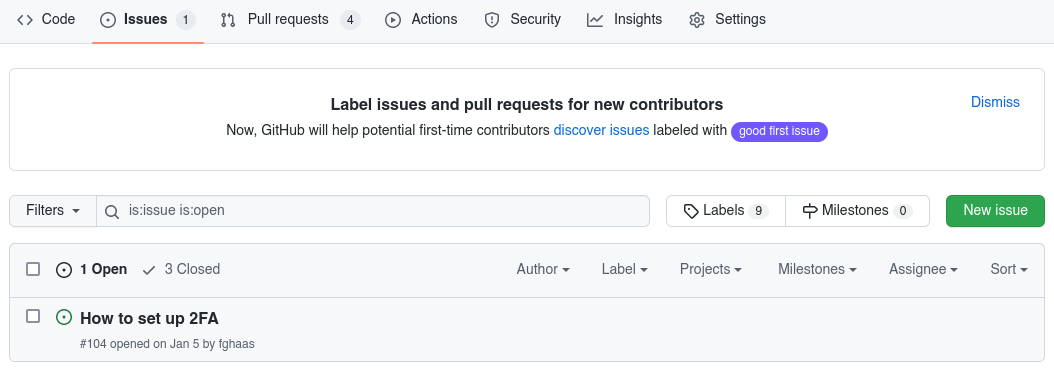 Code Issues 1 Pull requests 4 Actions Security Insights Settings
Label issues and pull requests for new contributors
Dismiss
Now, GitHub will help potential first-time contributors discover issues labeled with good first issue
Filters is:issue is:open Labels 9 Milestones 0 New issue
1 Open 3 Closed Author Label Projects Milestones Assignee Sort
How to set up 2FA
#104 opened on Jan 5 by fghaas